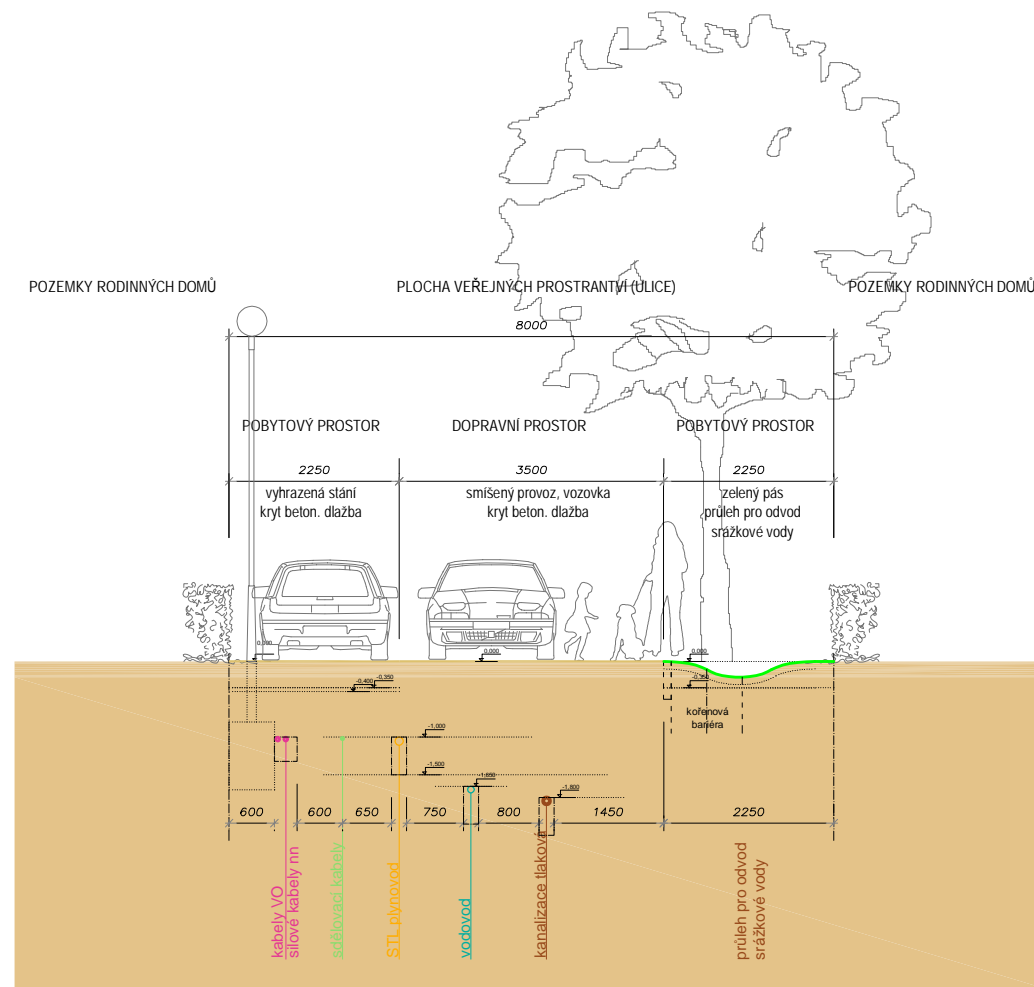 POZEMKY RODINNÝCH DOMŮ
PLOCHA VEŘEJNÝCH PROSTRANTVÍ (ULICE)
POZEMKY RODINNÝCH DOMŮ
8000
POBYTOVÝ PROSTOR
DOPRAVNÍ PROSTOR
POBYTOVÝ PROSTOR
2250
3500
2250
vyhrazená stání
kryt beton. dlažba
smíšený provoz, vozovka
kryt beton. dlažba
zelený pás
průleh pro odvod
srážkové vody
0,000
0,000
0,000
-0,400
-0,350
-0,350
kořenová
bariéra
-1,000
-1,500
-1,650
-1,800
600
600
650
750
800
1450
2250
kabely VO
silové kabely nn
sdělovací kabely
STL plynovod
vodovod
kanalizace tlaková
průleh pro odvod
srážkové vody